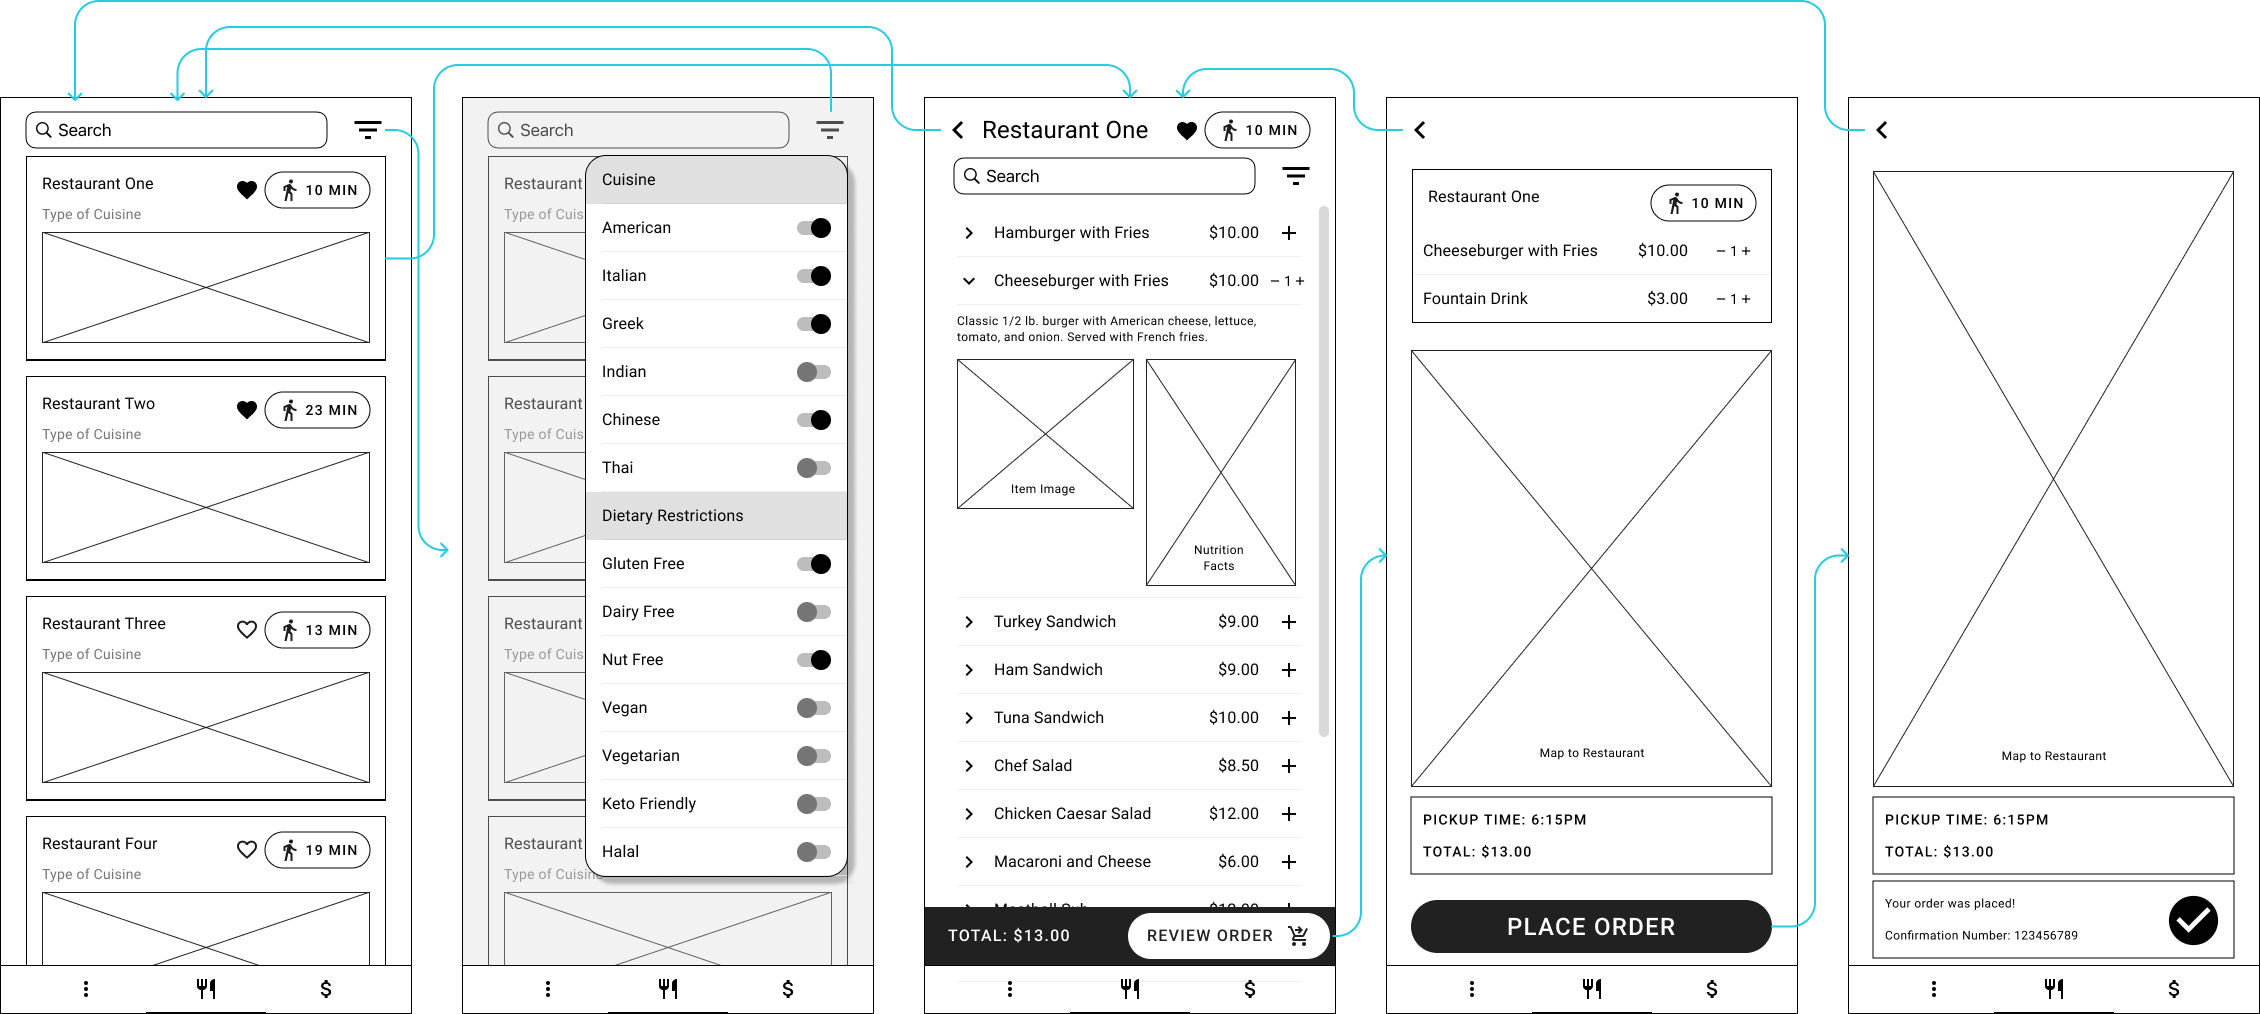 Search
Restaurant One
10 MIN
Type of Cuisine
Restaurant Two
23 MIN
Type of Cuisine
Restaurant Three
13 MIN
Type of Cuisine
Restaurant Four
19 MIN
Type of Cuisine
$
Search
Restaurant
Type of Cuis
Restaurant
Type of Cuis
Restaurant
Type of Cuis
Restaurant
Type of Cuisine
Cuisine
American
Italian
Greek
Indian
Chinese
Thai
Dietary Restrictions
Gluten Free
Dairy Free
Nut Free
Vegan
Vegetarian
Keto Friendly
Halal
$
Restaurant One
10 MIN
Search
Hamburger with Fries $10.00 +
Cheeseburger with Fries $10.00 – 1 +
Classic 1/2 lb. burger with American cheese, lettuce,
tomato, and onion. Served with French fries.
Item Image
Nutrition
Facts
Turkey Sandwich $9.00 +
Ham Sandwich $9.00 +
Tuna Sandwich $10.00 +
Chef Salad $8.50 +
Chicken Caesar Salad $12.00 +
Macaroni and Cheese $6.00 +
TOTAL: $13.00
REVIEW ORDER
$
Restaurant One
10 MIN
Cheeseburger with Fries $10.00 – 1 +
Fountain Drink $3.00 – 1 +
Map to Restaurant
PICKUP TIME: 6:15PM
TOTAL: $13.00
PLACE ORDER
$
Map to Restaurant
PICKUP TIME: 6:15PM
TOTAL: $13.00
Your order was placed!
Confirmation Number: 123456789
$